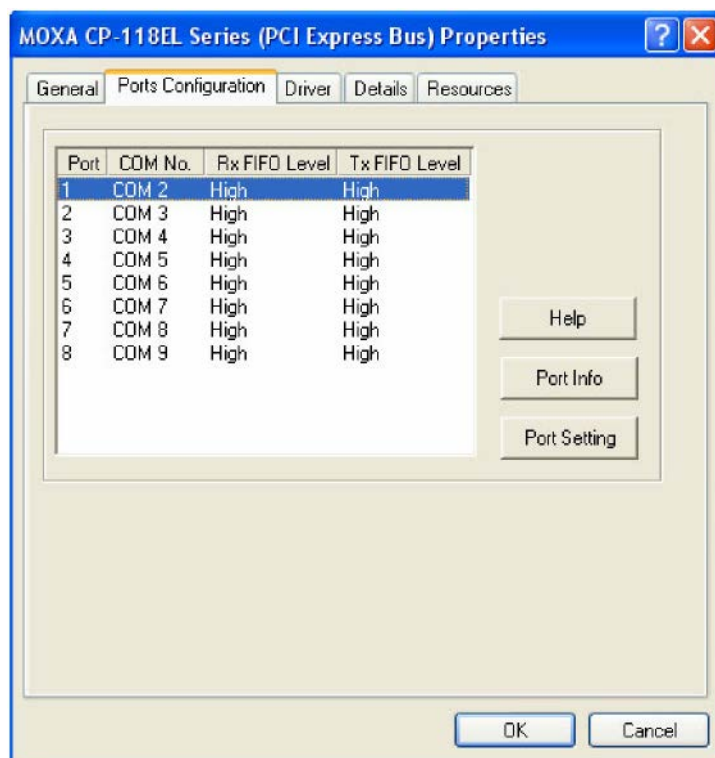 MOXA CP-118EL Series (PCI Express Bus) Properties
General Ports Configuration Driver Details Resources
Port COM No. Rx FIFO Level Tx FIFO Level
1 COM 2 High High
2 COM 3 High High
3 COM 4 High High
4 COM 5 High High
5 COM 6 High High
6 COM 7 High High
7 COM 8 High High
8 COM 9 High High
Help
Port Info
Port Setting
OK Cancel